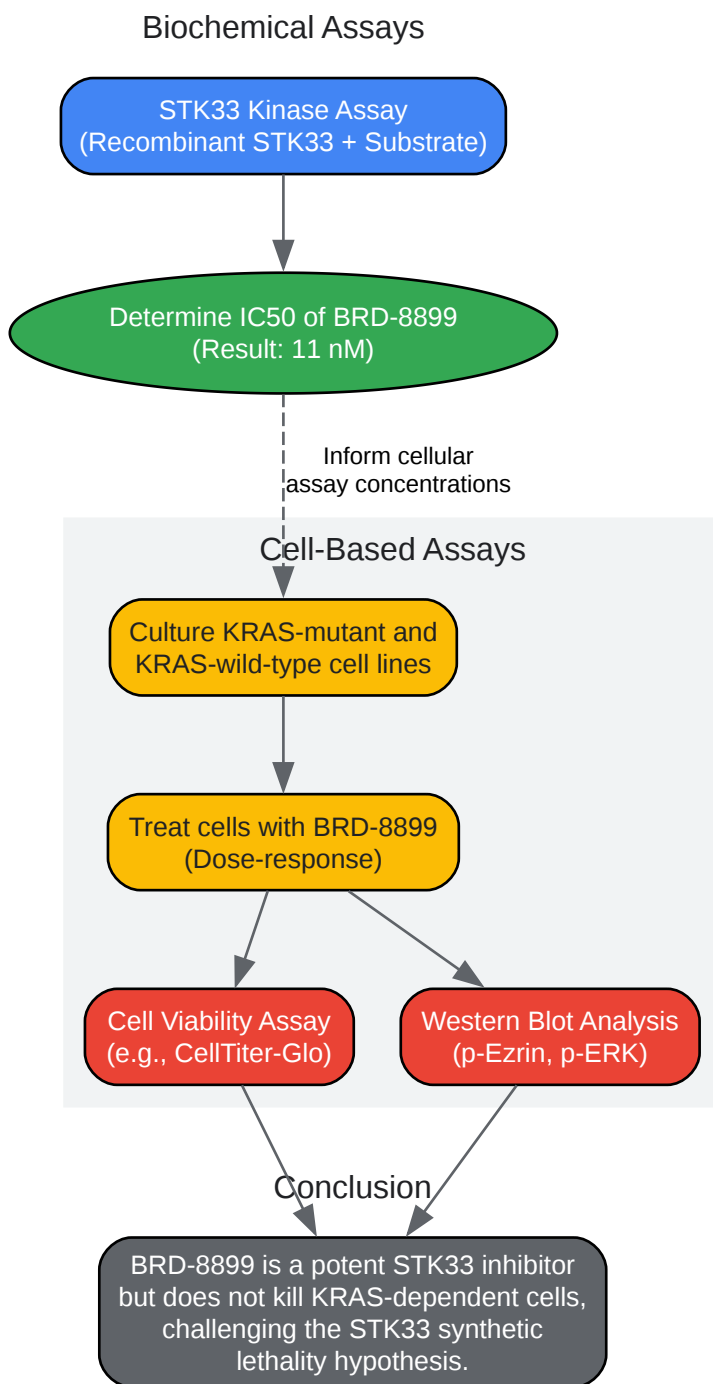 Biochemical Assays
STK33 Kinase Assay
(Recombinant STK33 + Substrate)
Determine IC50 of BRD-8899
(Result: 11 nM)
Inform cellular
assay concentrations
Cell-Based Assays
Culture KRAS-mutant and
KRAS-wild-type cell lines
Treat cells with BRD-8899
(Dose-response)
Cell Viability Assay
(e.g., CellTiter-Glo)
Western Blot Analysis
(p-Ezrin, p-ERK)
Conclusion
BRD-8899 is a potent STK33 inhibitor
but does not kill KRAS-dependent cells,
challenging the STK33 synthetic
lethality hypothesis.